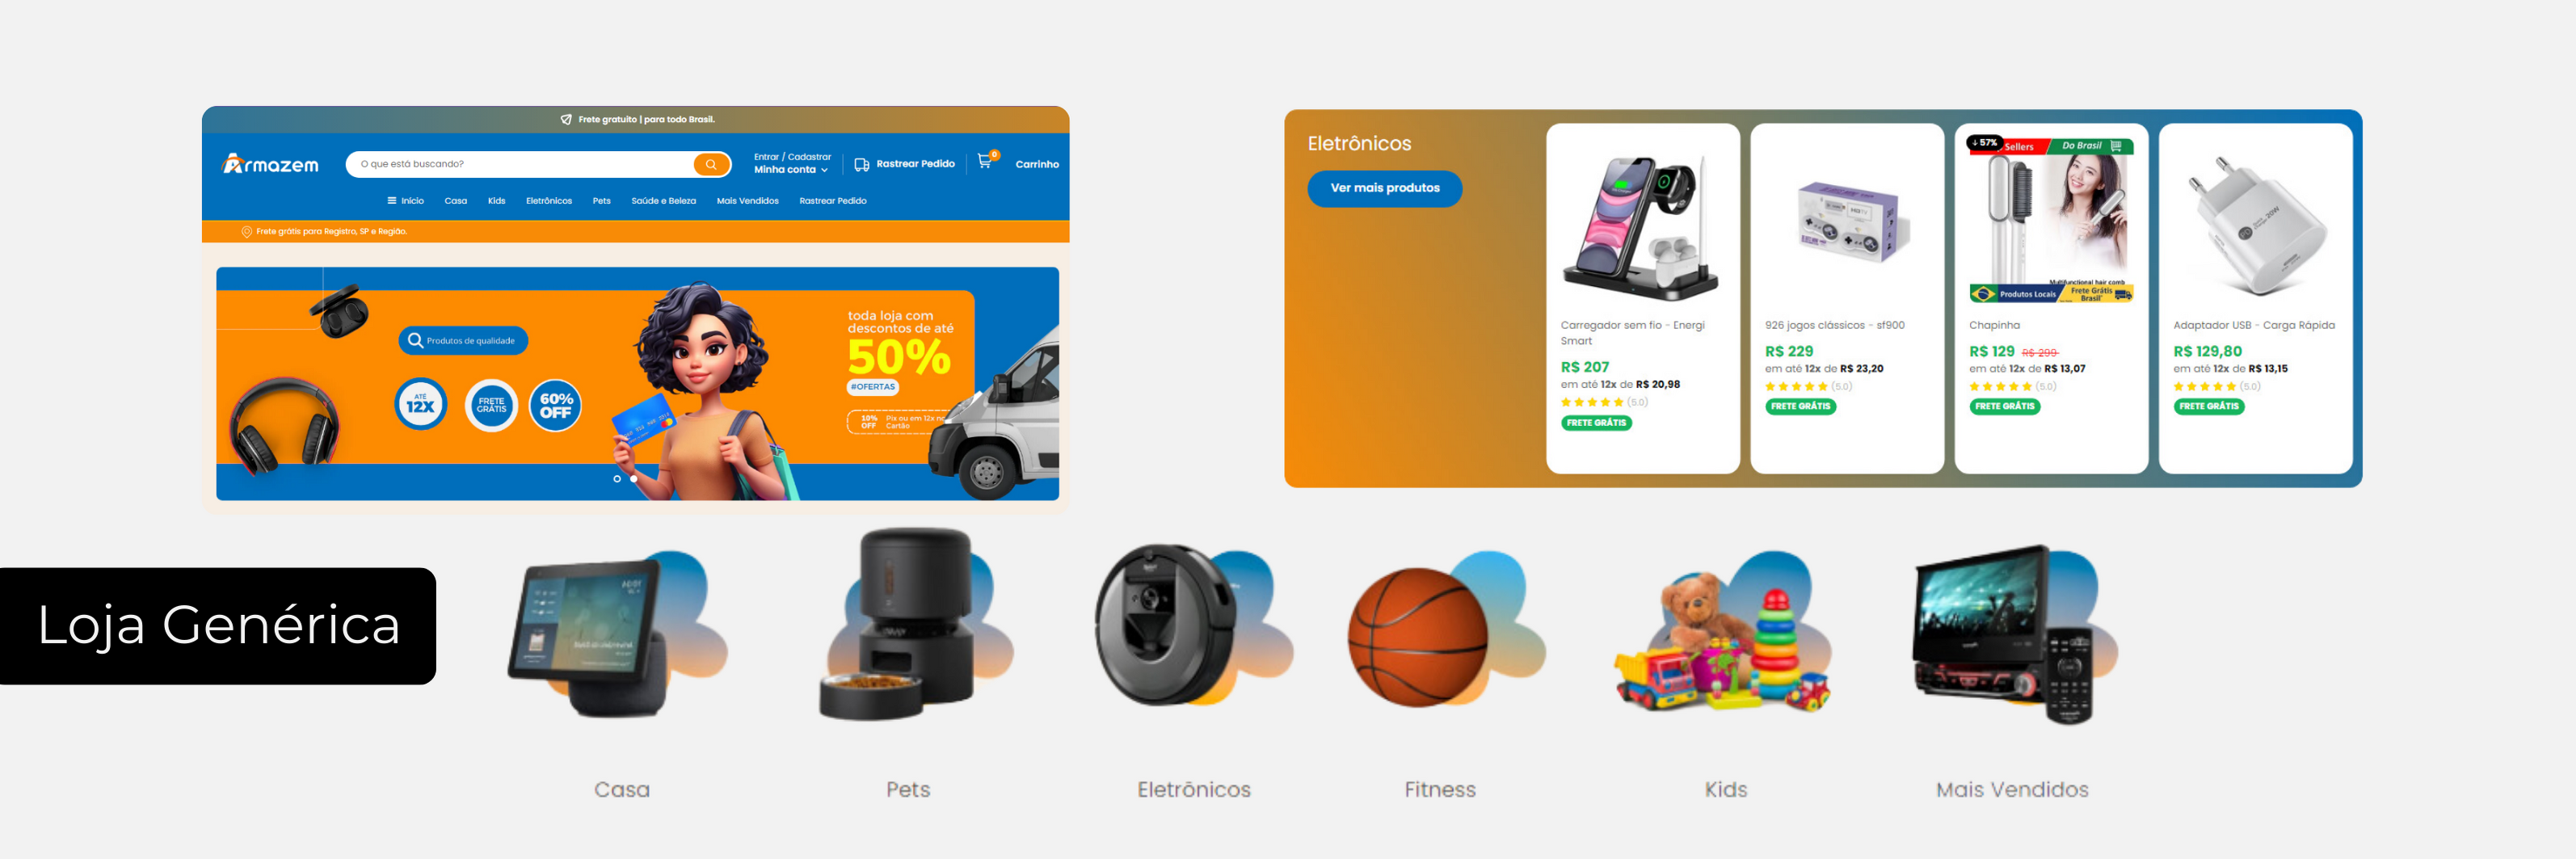 Frete gratuito | para todo Brasil.
Armazem
O que está buscando?
Entrar / Cadastrar
Minha conta
Rastrear Pedido
0
Carrinho
Inicio Casa Kids Eletrônicos Pets Saúde e Beleza Mais Vendidos Rastrear Pedido
Frete grátis para Registro, SP e Região.
Produtos de qualidade
ATÉ
12X
FRETE
GRÁTIS
60%
OFF
toda loja com
descontos de até
50%
#OFERTAS
10%
OFF
Pix ou em 12x no
Cartão
Eletrônicos
Ver mais produtos
Carregador sem fio - Energi
Smart
R$ 207
em até 12x de R$ 20,98
(5.0)
FRETE GRÁTIS
926 jogos clássicos - sf900
R$ 229
em até 12x de R$ 23,20
(5.0)
FRETE GRÁTIS
57%
Sellers
Do Brasil
Multifunctional hair comb
Produtos Locais
Frete Grátis
Brasil
Chapinha
R$ 129 R$ 299
em até 12x de R$ 13,07
(5.0)
FRETE GRÁTIS
20W
Adaptador USB - Carga Rápida
R$ 129,80
em até 12x de R$ 13,15
(5.0)
FRETE GRÁTIS
Loja Genérica
Casa
Pets
Eletrônicos
Fitness
Kids
Mais Vendidos